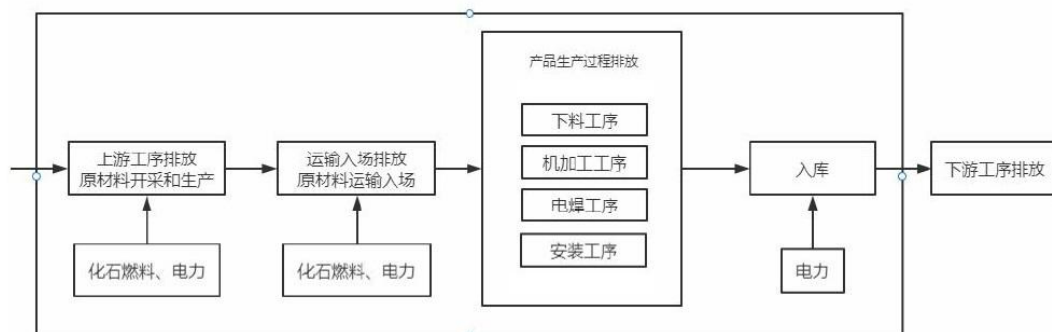 产品生产过程排放
下料工序
机加工工序
电焊工序
安装工序
上游工序排放
原材料开采和生产
运输入场排放
原材料运输入场
入库
下游工序排放
化石燃料、电力
化石燃料、电力
电力